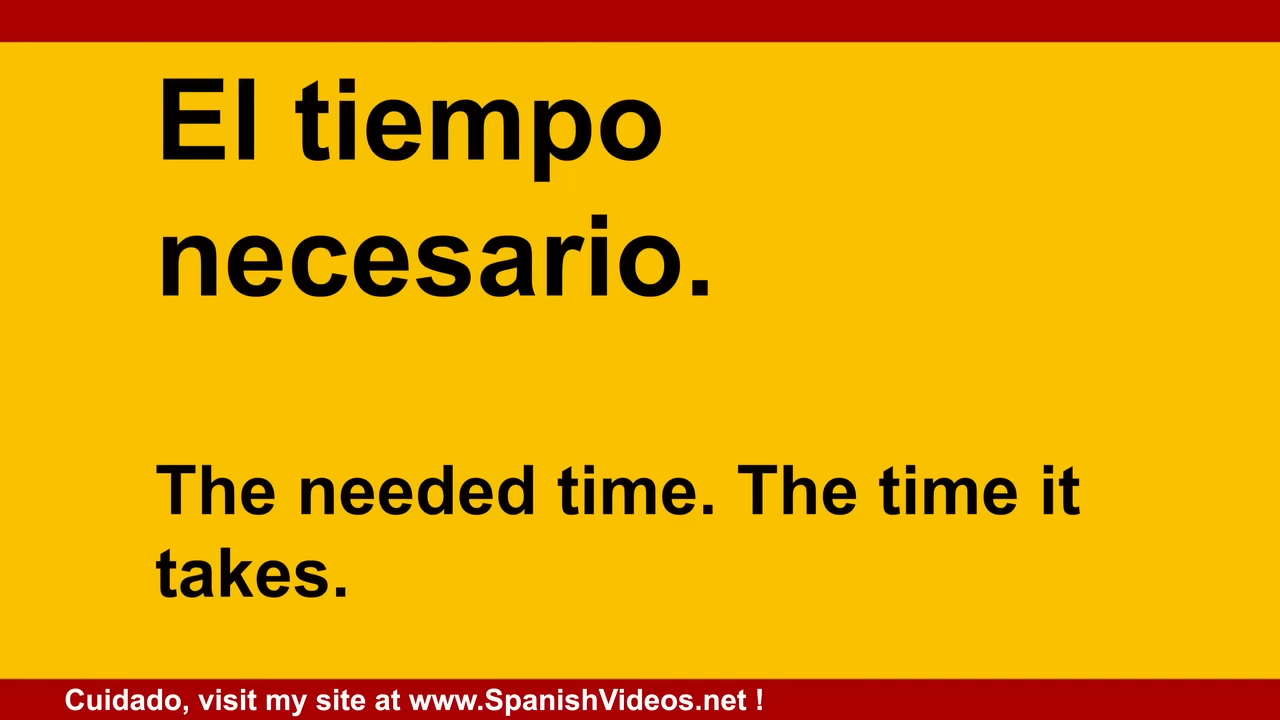 El tiempo
necesario.
The needed time. The time it
takes.
Cuidado, visit my site at www.SpanishVideos.net !